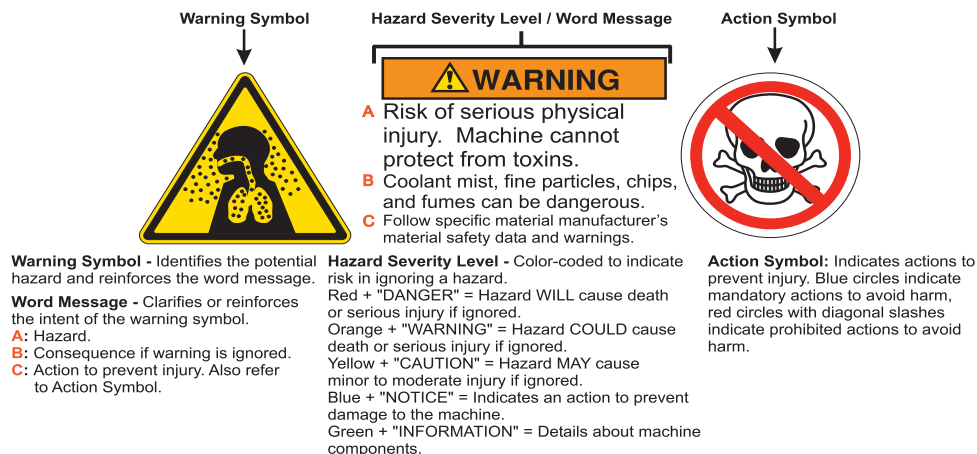 Warning Symbol
Hazard Severity Level / Word Message
Action Symbol
WARNING
A Risk of serious physical
injury. Machine cannot
protect from toxins.
B Coolant mist, fine particles, chips,
and fumes can be dangerous.
C Follow specific material manufacturer's
material safety data and warnings.
Warning Symbol - Identifies the potential
hazard and reinforces the word message.
Word Message - Clarifies or reinforces
the intent of the warning symbol.
A: Hazard.
B: Consequence if warning is ignored.
C: Action to prevent injury. Also refer
to Action Symbol.
Hazard Severity Level - Color-coded to indicate
risk in ignoring a hazard.
Red + "DANGER" = Hazard WILL cause death
or serious injury if ignored.
Orange + "WARNING" = Hazard COULD cause
death or serious injury if ignored.
Yellow + "CAUTION" = Hazard MAY cause
minor to moderate injury if ignored.
Blue + "NOTICE" = Indicates an action to prevent
damage to the machine.
Green + "INFORMATION" = Details about machine
components.
Action Symbol: Indicates actions to
prevent injury. Blue circles indicate
mandatory actions to avoid harm,
red circles with diagonal slashes
indicate prohibited actions to avoid
harm.